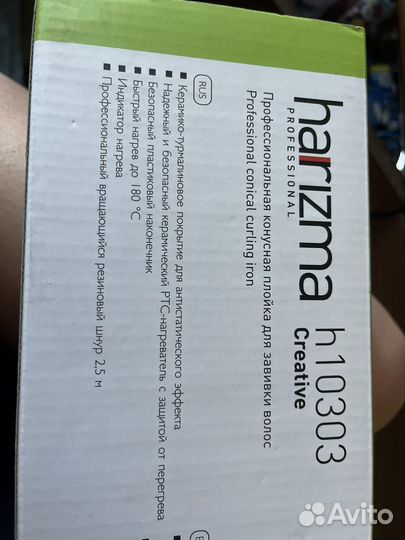 harizma h10303
PROFESSIONAL
Creative
Профессиональная конусная плойка для завивки волос
Professional conical curling iron
RUS
▪ Керамико-турмалиновое покрытие для антистатического эффекта
▪ Надежный и безопасный керамический PTC-нагреватель с защитой от перегрева
▪ Безопасный пластиковый наконечник
▪ Быстрый нагрев до 180 °C
▪ Индикатор нагрева
▪ Профессиональный вращающийся резиновый шнур 2,5 м
Avito